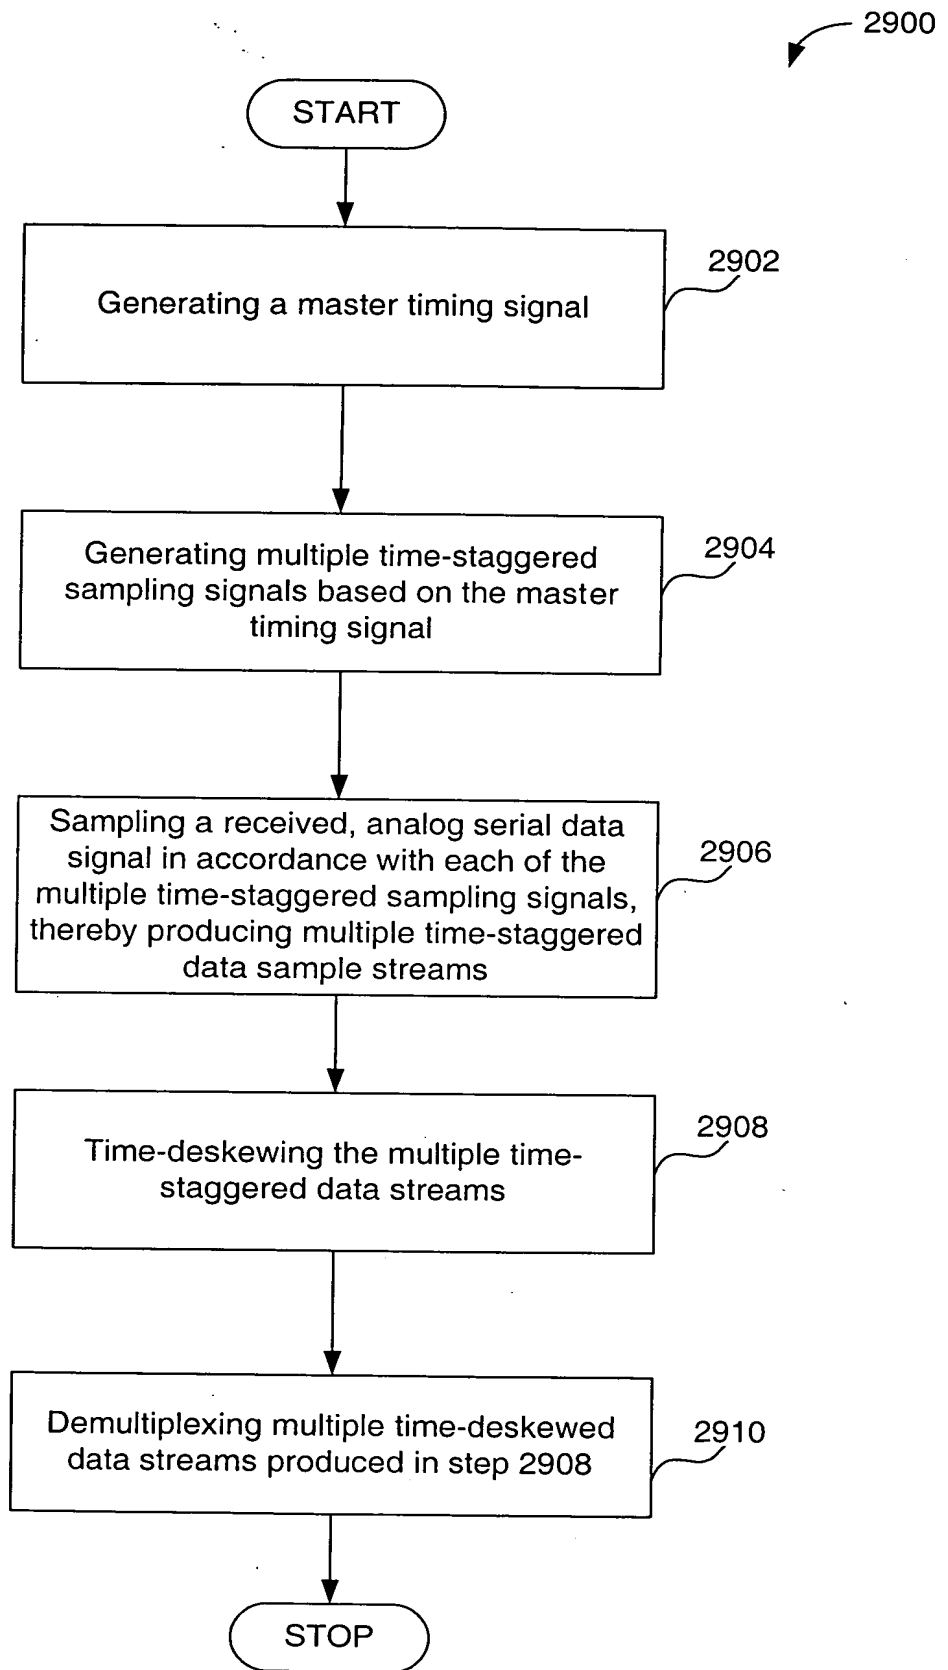 2900
START
Generating a master timing signal
2902
Generating multiple time-staggered
sampling signals based on the master
timing signal
2904
Sampling a received, analog serial data
signal in accordance with each of the
multiple time-staggered sampling signals,
thereby producing multiple time-staggered
data sample streams
2906
Time-deskewing the multiple time-
staggered data streams
2908
Demultiplexing multiple time-deskewed
data streams produced in step 2908
2910
STOP